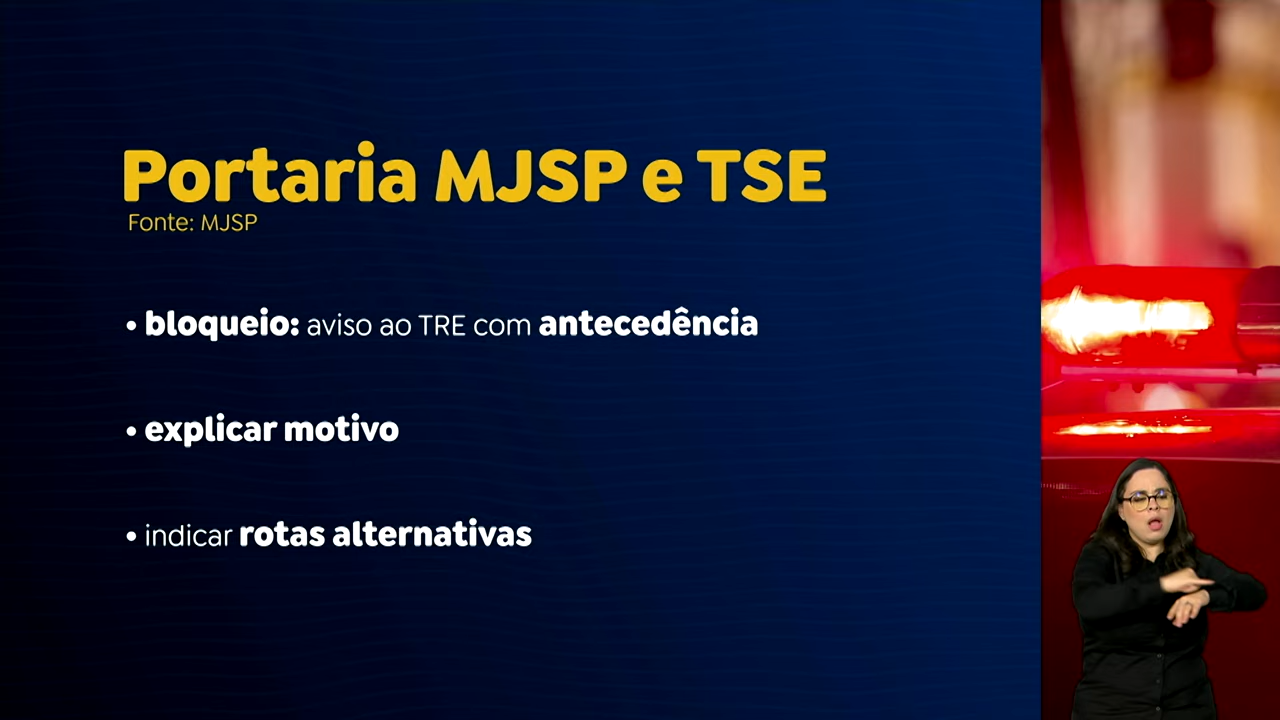 Portaria MJSP e TSE
Fonte: MJSP
• bloqueio: aviso ao TRE com antecedência
• explicar motivo
• indicar rotas alternativas